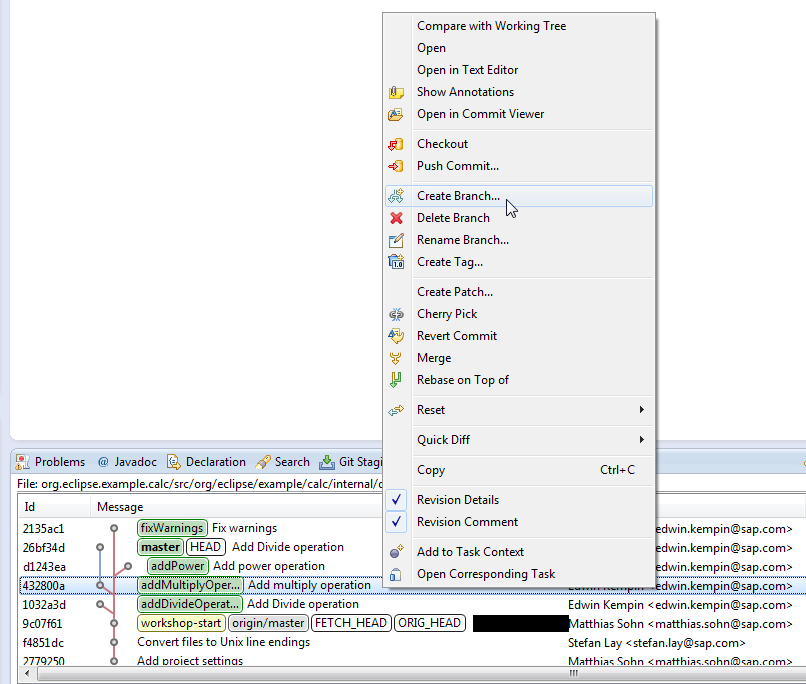 Compare with Working Tree
Open
Open in Text Editor
Show Annotations
Open in Commit Viewer
Checkout
Push Commit...
Create Branch...
Delete Branch
Rename Branch...
Create Tag...
Create Patch...
Cherry Pick
Revert Commit
Merge
Rebase on Top of
Reset
Quick Diff
Copy Ctrl+C
Revision Details
Revision Comment
Add to Task Context
Open Corresponding Task
Problems @ Javadoc Declaration Search Git Stagi
File: org.eclipse.example.calc/src/org/eclipse/example/calc/internal/
Id Message
2135ac1 fixWarnings Fix warnings edwin.kempin@sap.com>
26bf34d master HEAD Add Divide operation edwin.kempin@sap.com>
d1243ea addPower Add power operation edwin.kempin@sap.com>
432800a addMultiplyOper... Add multiply operation Edwin Kempin <edwin.kempin@sap.com>
1032a3d addDivideOperat... Add Divide operation Edwin Kempin <edwin.kempin@sap.com>
9c07f61 workshop-start origin/master FETCH_HEAD ORIG_HEAD Matthias Sohn <matthias.sohn@sap.com>
f4851dc Convert files to Unix line endings Stefan Lay <stefan.lay@sap.com>
2779250 Add project settings Matthias Sohn <matthias.sohn@sap.com>